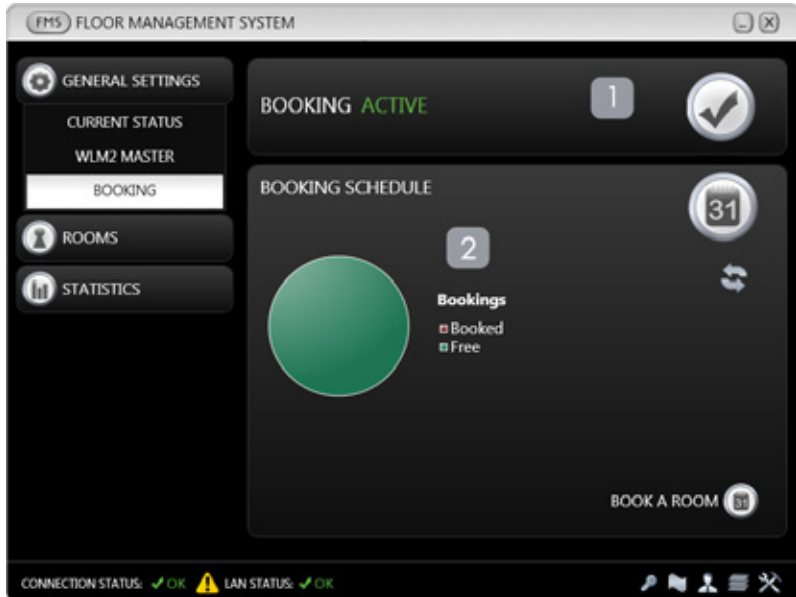 FMS FLOOR MANAGEMENT SYSTEM
GENERAL SETTINGS
CURRENT STATUS
WLM2 MASTER
BOOKING
ROOMS
STATISTICS
BOOKING ACTIVE
1
BOOKING SCHEDULE
31
2
Bookings
Booked
Free
BOOK A ROOM 31
CONNECTION STATUS: OK LAN STATUS: OK